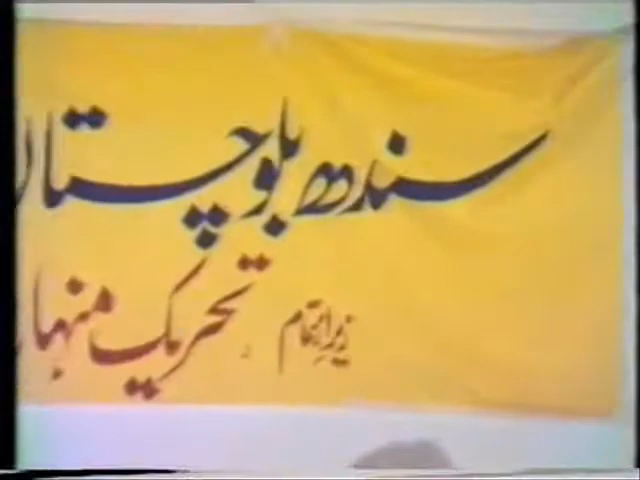 سندھ بلوچستا
زیر اہتمام تحریک منہا